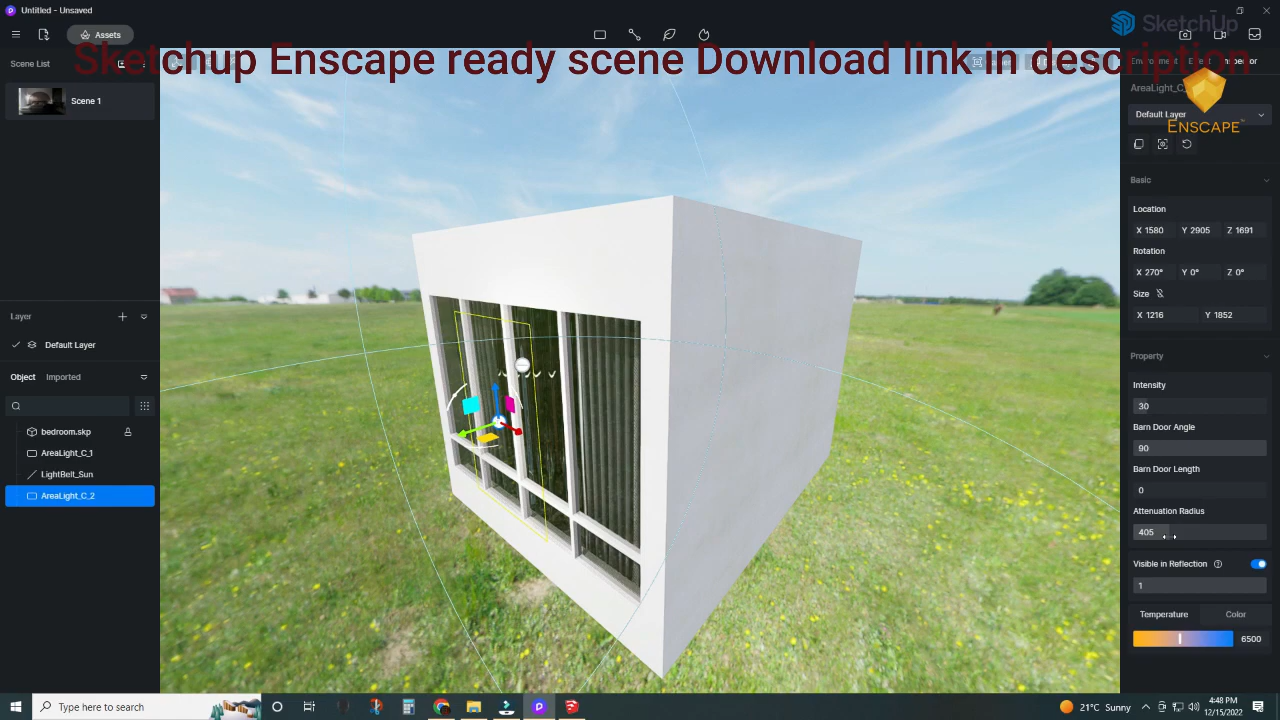 Untitled - Unsaved
SketchUp
Assets
Sketchup Enscape ready scene Download link in description
Scene List
Inspector
Scene 1
AreaLight_C_
Default Layer
ENSCAPE
Basic
Location
X 1580 Y 2905 Z 1691
Rotation
X 270° Y 0° Z 0°
Size
X 1216 Y 1852
Layer
Default Layer
Property
Object Imported
Intensity
30
Barn Door Angle
90
Barn Door Length
0
Attenuation Radius
405
bedroom.skp
AreaLight_C_1
LightBelt_Sun
AreaLight_C_2
Visible in Reflection
1
Temperature Color
6500
Type here to search
21°C Sunny
4:48 PM
12/15/2022